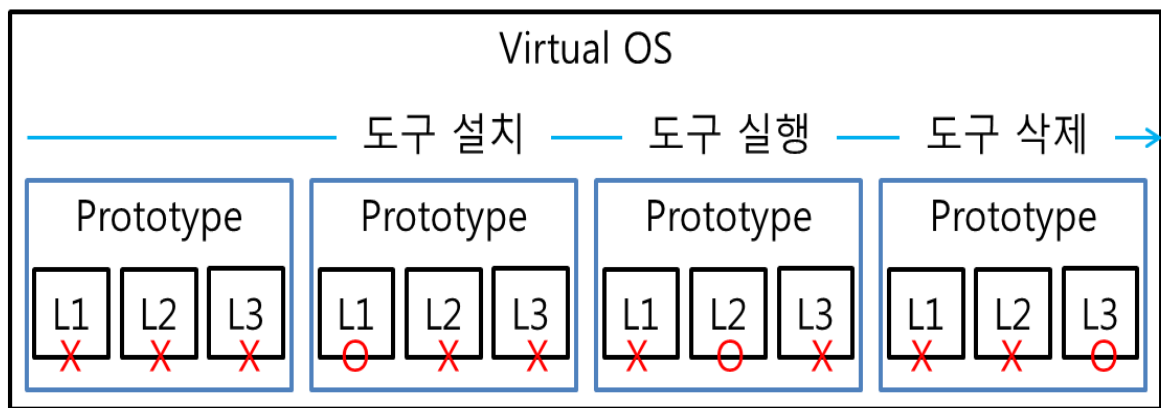 Virtual OS
도구 설치 도구 실행 도구 삭제
Prototype Prototype Prototype Prototype
L1 L2 L3 L1 L2 L3 L1 L2 L3 L1 L2 L3
X X X O X X X O X X X O